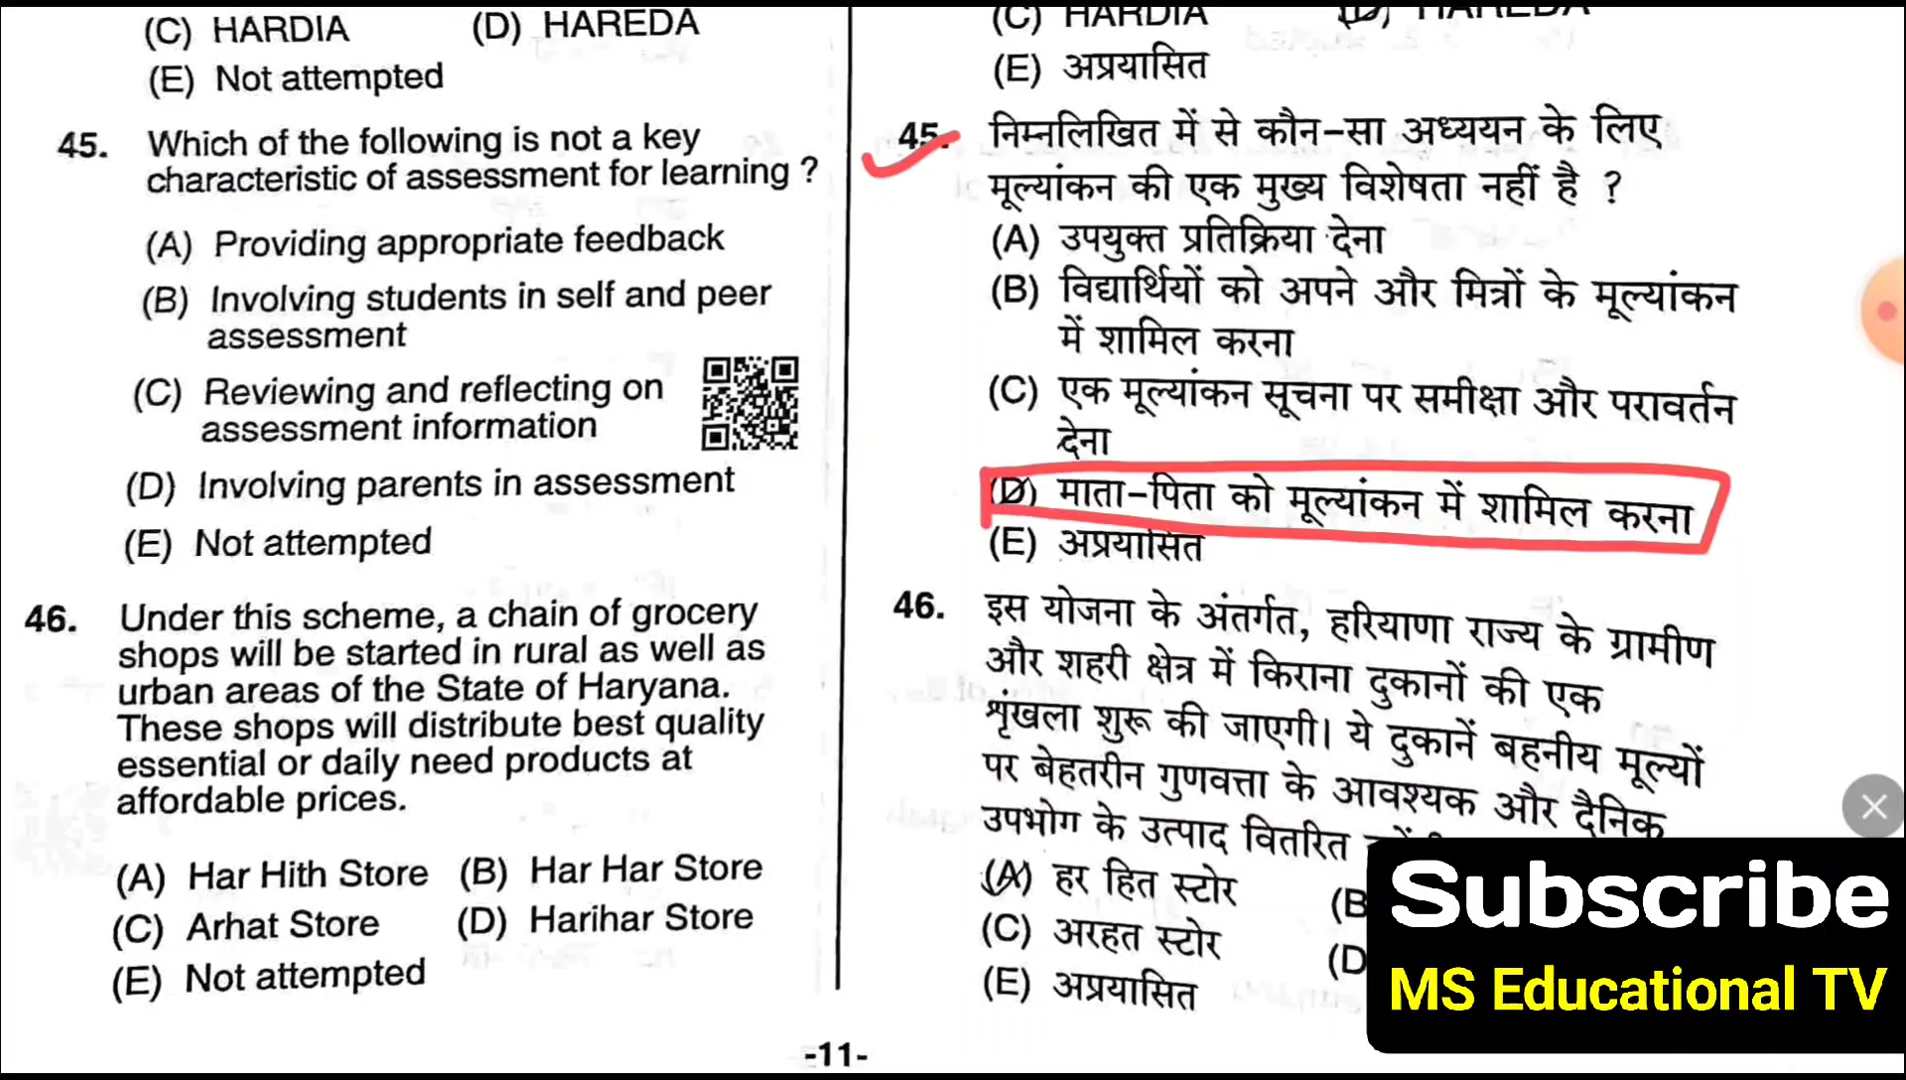 (C) HARDIA (D) HAREDA
(E) Not attempted
45. Which of the following is not a key
characteristic of assessment for learning ?
(A) Providing appropriate feedback
(B) Involving students in self and peer
assessment
(C) Reviewing and reflecting on
assessment information
(D) Involving parents in assessment
(E) Not attempted
46. Under this scheme, a chain of grocery
shops will be started in rural as well as
urban areas of the State of Haryana.
These shops will distribute best quality
essential or daily need products at
affordable prices.
(A) Har Hith Store (B) Har Har Store
(C) Arhat Store (D) Harihar Store
(E) Not attempted
(C) HARDIA (D) HAREDA
(E) अप्रयासित
45. निम्नलिखित में से कौन-सा अध्ययन के लिए
मूल्यांकन की एक मुख्य विशेषता नहीं है ?
(A) उपयुक्त प्रतिक्रिया देना
(B) विद्यार्थियों को अपने और मित्रों के मूल्यांकन
में शामिल करना
(C) एक मूल्यांकन सूचना पर समीक्षा और परावर्तन
देना
(D) माता-पिता को मूल्यांकन में शामिल करना
(E) अप्रयासित
46. इस योजना के अंतर्गत, हरियाणा राज्य के ग्रामीण
और शहरी क्षेत्र में किराना दुकानों की एक
श्रृंखला शुरू की जाएगी। ये दुकानें बहनीय मूल्यों
पर बेहतरीन गुणवत्ता के आवश्यक और दैनिक
उपभोग के उत्पाद वितरित
(A) हर हित स्टोर (B
(C) अरहत स्टोर (D
(E) अप्रयासित
Subscribe
MS Educational TV
-11-